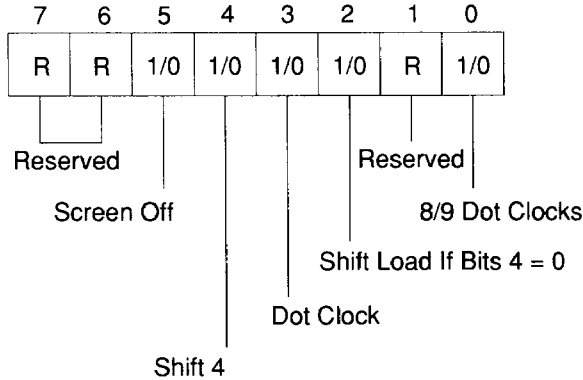 7 6 5 4 3 2 1 0
R R 1/0 1/0 1/0 1/0 R 1/0
Reserved Reserved
Screen Off 8/9 Dot Clocks
Shift Load If Bits 4 = 0
Dot Clock
Shift 4